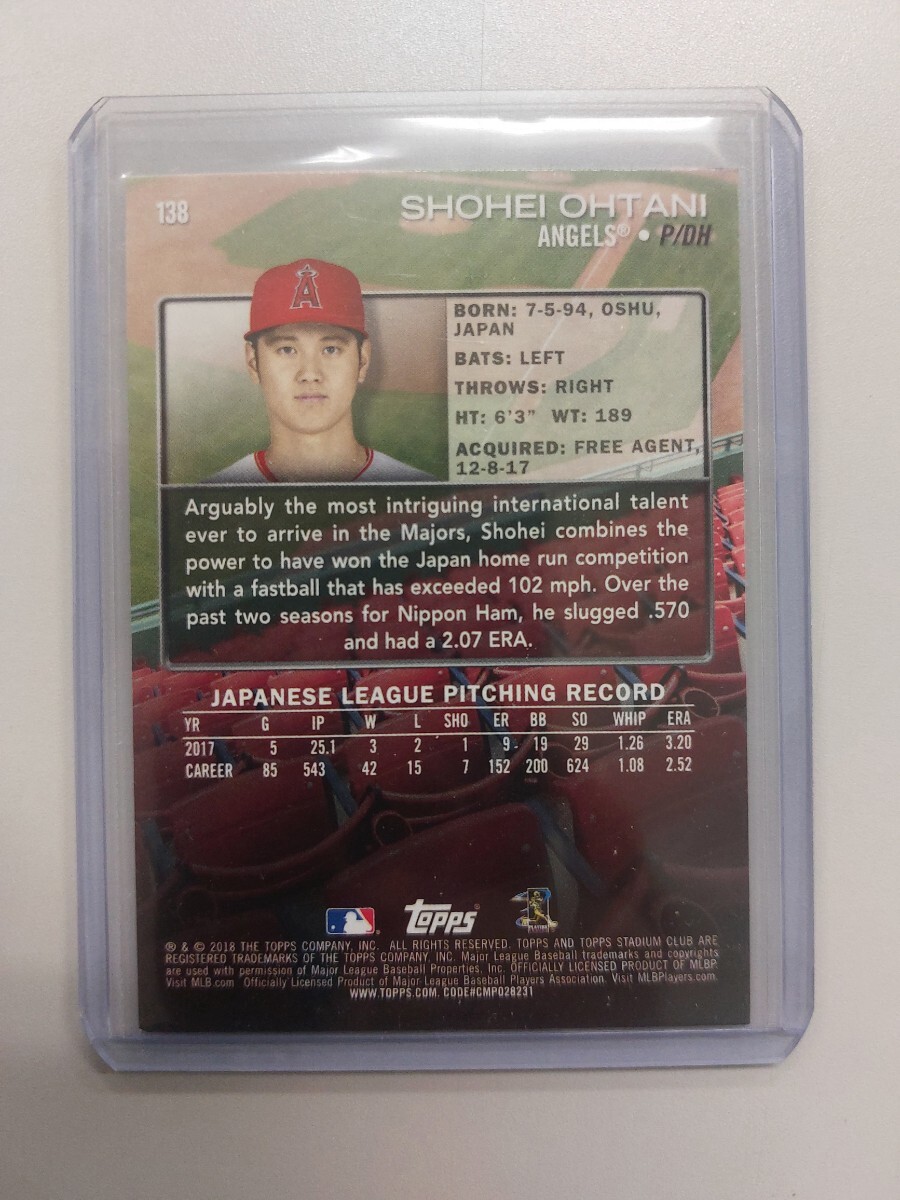 138
SHOHEI OHTANI
ANGELS® • P/DH
A
BORN: 7-5-94, OSHU,
JAPAN
BATS: LEFT
THROWS: RIGHT
HT: 6'3" WT: 189
ACQUIRED: FREE AGENT,
12-8-17
Arguably the most intriguing international talent
ever to arrive in the Majors, Shohei combines the
power to have won the Japan home run competition
with a fastball that has exceeded 102 mph. Over the
past two seasons for Nippon Ham, he slugged .570
and had a 2.07 ERA.
JAPANESE LEAGUE PITCHING RECORD
YR G IP W L SHO ER BB SO WHIP ERA
2017 5 25.1 3 2 1 9 19 29 1.26 3.20
CAREER 85 543 42 15 7 152 200 624 1.08 2.52
topps
® & © 2018 THE TOPPS COMPANY, INC. ALL RIGHTS RESERVED. TOPPS AND TOPPS STADIUM CLUB ARE
REGISTERED TRADEMARKS OF THE TOPPS COMPANY, INC. Major League Baseball trademarks and copyrights
are used with permission of Major League Baseball Properties, Inc. OFFICIALLY LICENSED PRODUCT OF MLBP.
Visit MLB.com Officially Licensed Product of Major League Baseball Players Association. Visit MLBPlayers.com.
WWW.TOPPS.COM. CODE#CMP028231